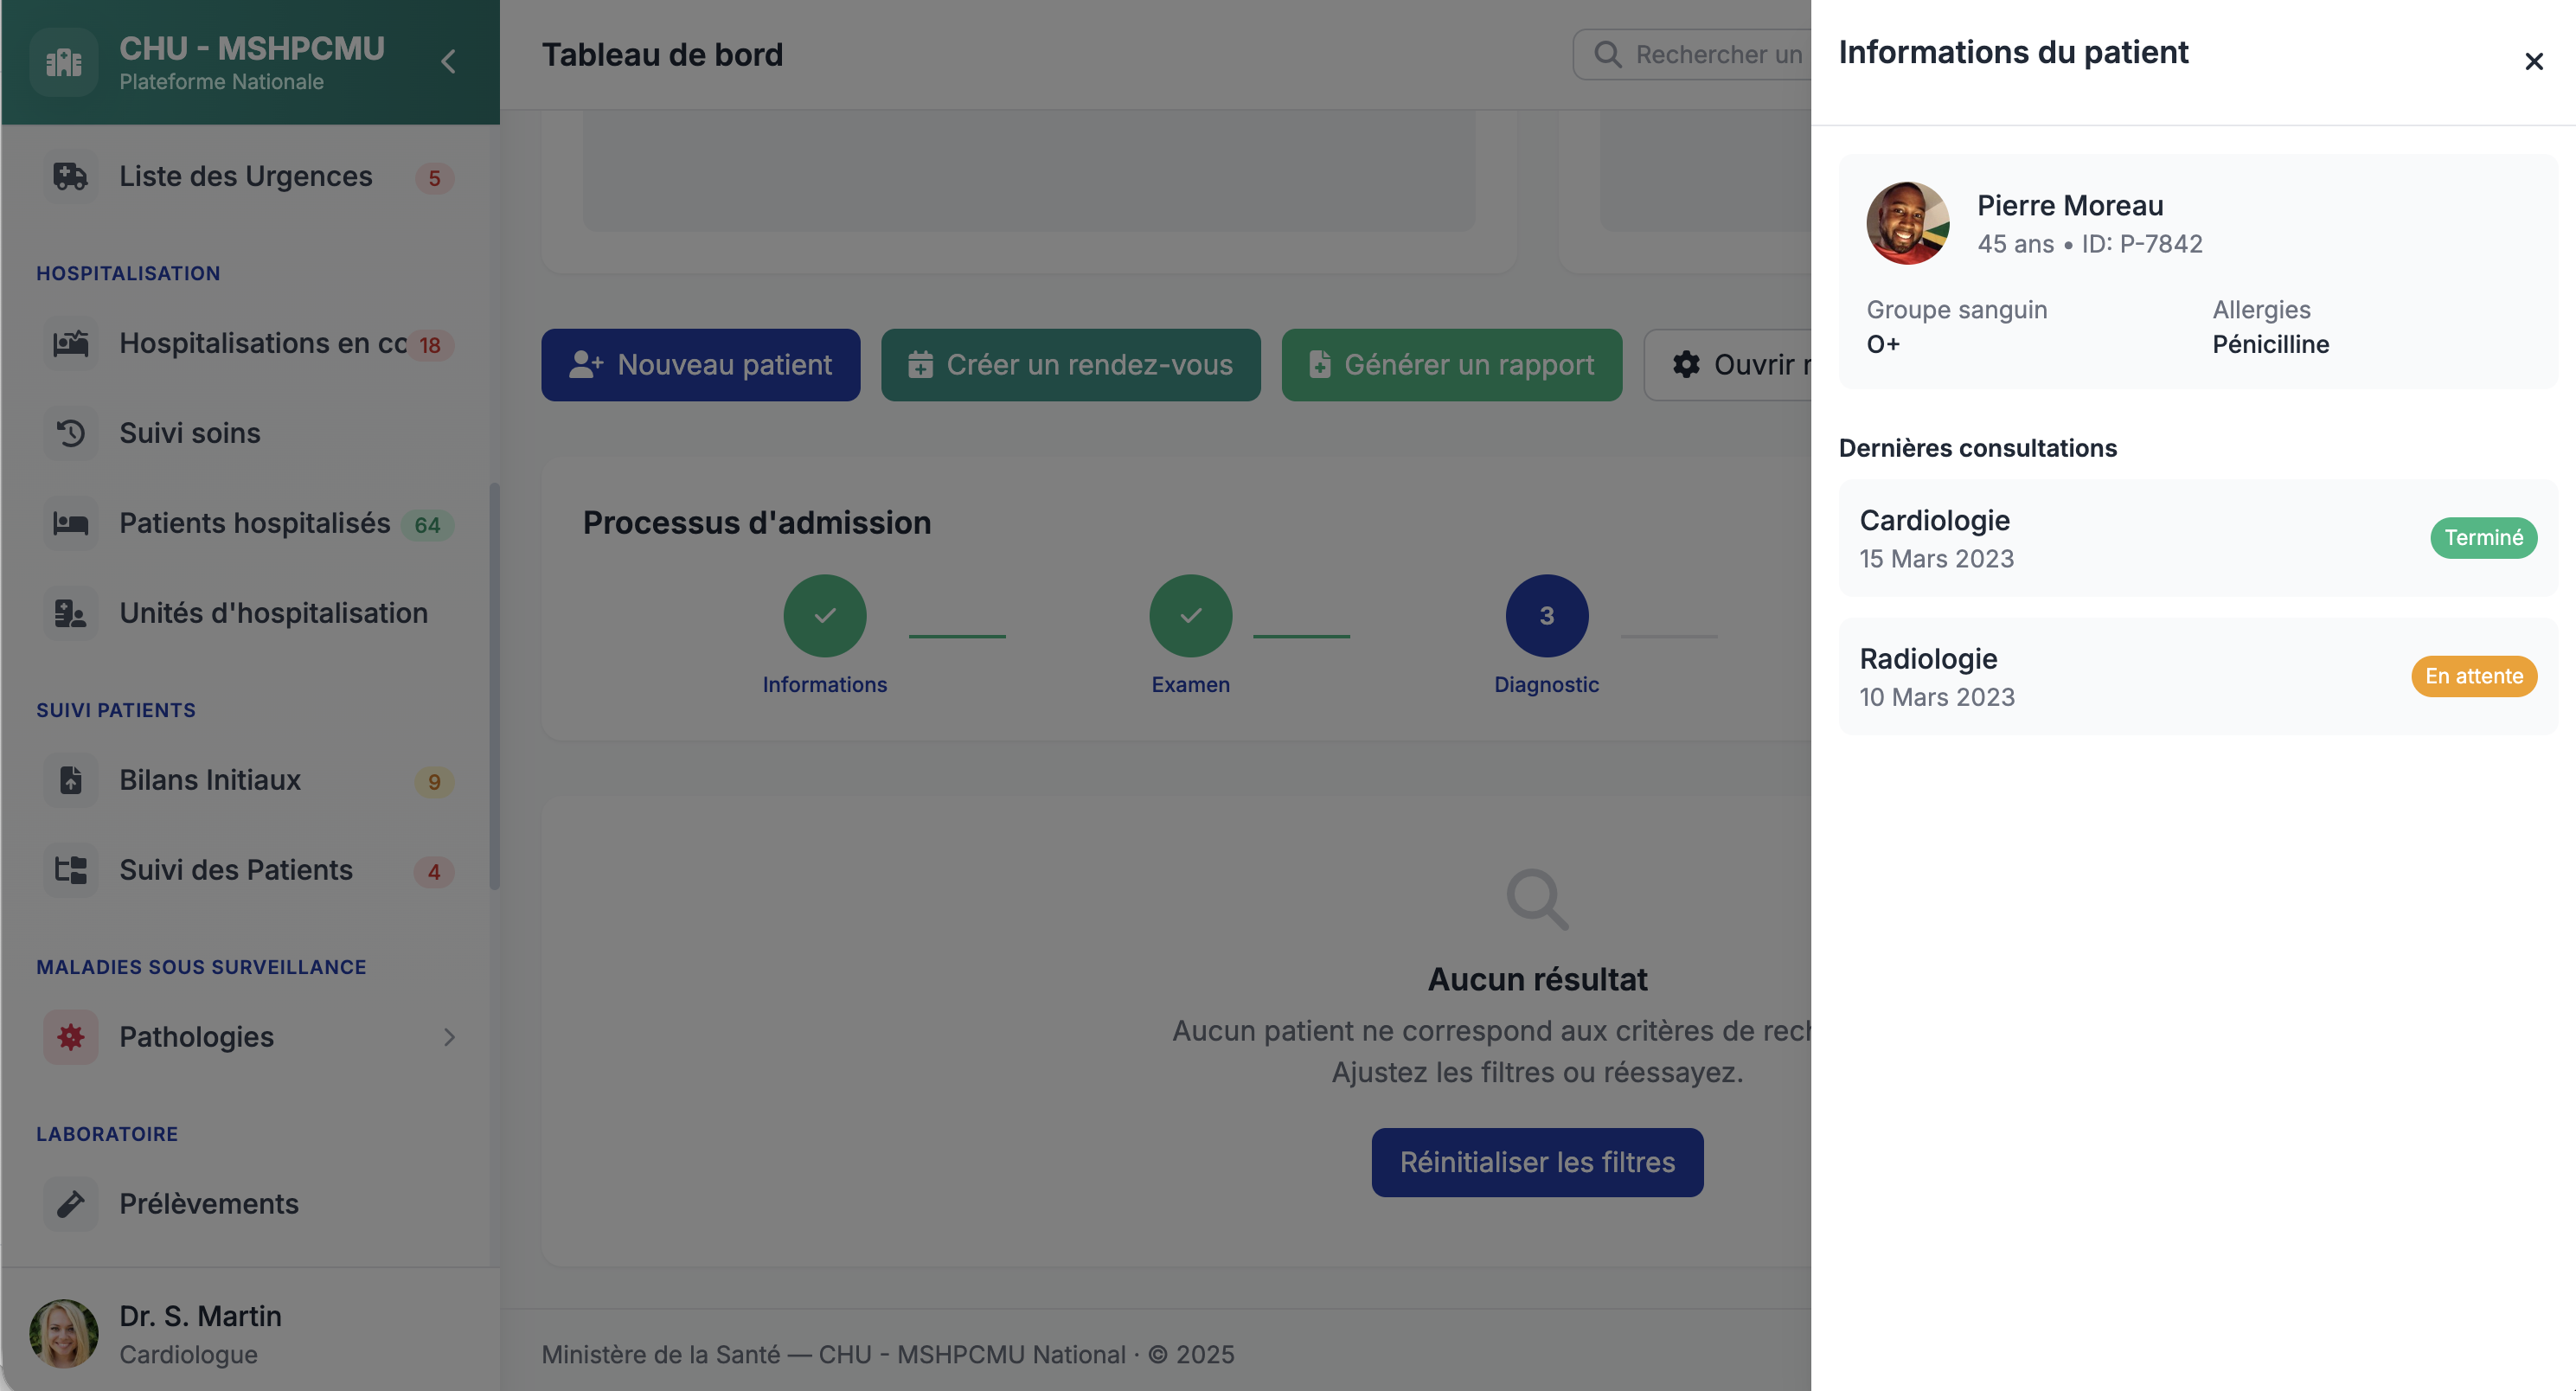 CHU - MSHPCMU
Plateforme Nationale
Liste des Urgences 5
HOSPITALISATION
Hospitalisations en co 18
Suivi soins
Patients hospitalisés 64
Unités d'hospitalisation
SUIVI PATIENTS
Bilans Initiaux 9
Suivi des Patients 4
MALADIES SOUS SURVEILLANCE
Pathologies
LABORATOIRE
Prélèvements
Dr. S. Martin
Cardiologue
Tableau de bord
Rechercher un
Nouveau patient
Créer un rendez-vous
Générer un rapport
Ouvrir
Processus d'admission
3
Informations
Examen
Diagnostic
Aucun résultat
Aucun patient ne correspond aux critères de rech
Ajustez les filtres ou réessayez.
Réinitialiser les filtres
Ministère de la Santé — CHU - MSHPCMU National · © 2025
Informations du patient
Pierre Moreau
45 ans • ID: P-7842
Groupe sanguin
O+
Allergies
Pénicilline
Dernières consultations
Cardiologie
15 Mars 2023
Terminé
Radiologie
10 Mars 2023
En attente